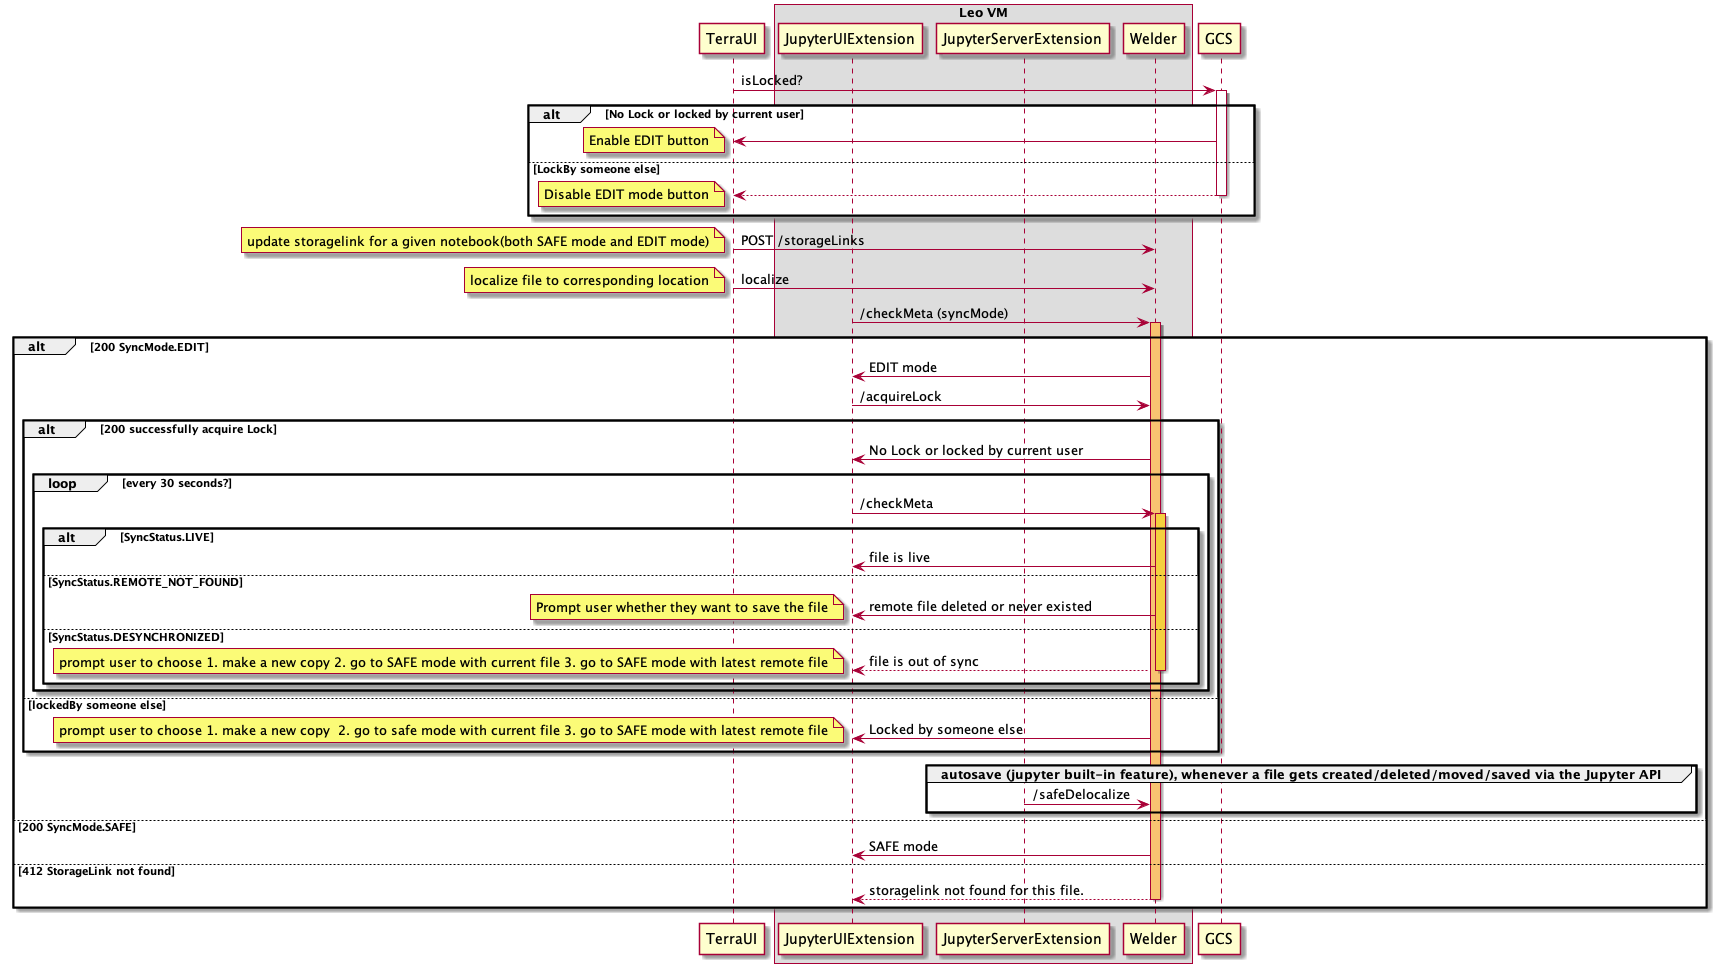 Leo VM
TerraUI
JupyterUIExtension
JupyterServerExtension
Welder
GCS
isLocked?
alt
[No Lock or locked by current user]
Enable EDIT button
[LockBy someone else]
Disable EDIT mode button
update storagelink for a given notebook(both SAFE mode and EDIT mode)
POST /storageLinks
localize file to corresponding location
localize
/checkMeta (syncMode)
alt
[200 SyncMode.EDIT]
EDIT mode
/acquireLock
alt
[200 successfully acquire Lock]
No Lock or locked by current user
loop
[every 30 seconds?]
/checkMeta
alt
[SyncStatus.LIVE]
file is live
[SyncStatus.REMOTE_NOT_FOUND]
Prompt user whether they want to save the file
remote file deleted or never existed
[SyncStatus.DESYNCHRONIZED]
prompt user to choose 1. make a new copy 2. go to SAFE mode with current file 3. go to SAFE mode with latest remote file
file is out of sync
[lockedBy someone else]
prompt user to choose 1. make a new copy  2. go to safe mode with current file 3. go to SAFE mode with latest remote file
Locked by someone else
autosave (jupyter built-in feature), whenever a file gets created/deleted/moved/saved via the Jupyter API
/safeDelocalize
[200 SyncMode.SAFE]
SAFE mode
[412 StorageLink not found]
storagelink not found for this file.
TerraUI
JupyterUIExtension
JupyterServerExtension
Welder
GCS